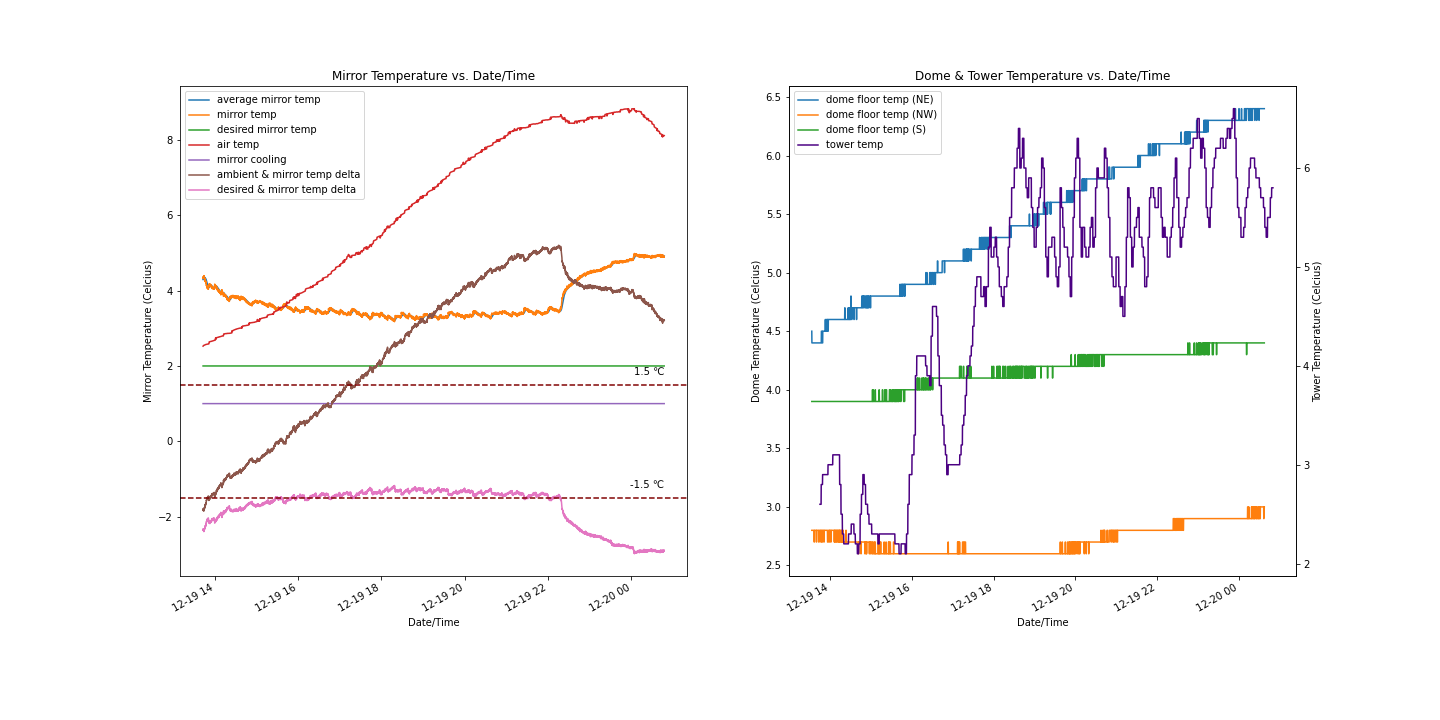 Mirror Temperature vs. Date/Time
average mirror temp
mirror temp
desired mirror temp
air temp
mirror cooling
ambient & mirror temp delta
desired & mirror temp delta
8
6
4
2
0
−2
Mirror Temperature (Celcius)
1.5 °C
-1.5 °C
12-19 14
12-19 16
12-19 18
12-19 20
12-19 22
12-20 00
Date/Time
Dome & Tower Temperature vs. Date/Time
dome floor temp (NE)
dome floor temp (NW)
dome floor temp (S)
tower temp
6.5
6.0
5.5
5.0
4.5
4.0
3.5
3.0
2.5
Dome Temperature (Celcius)
6
5
4
3
2
Tower Temperature (Celcius)
12-19 14
12-19 16
12-19 18
12-19 20
12-19 22
12-20 00
Date/Time